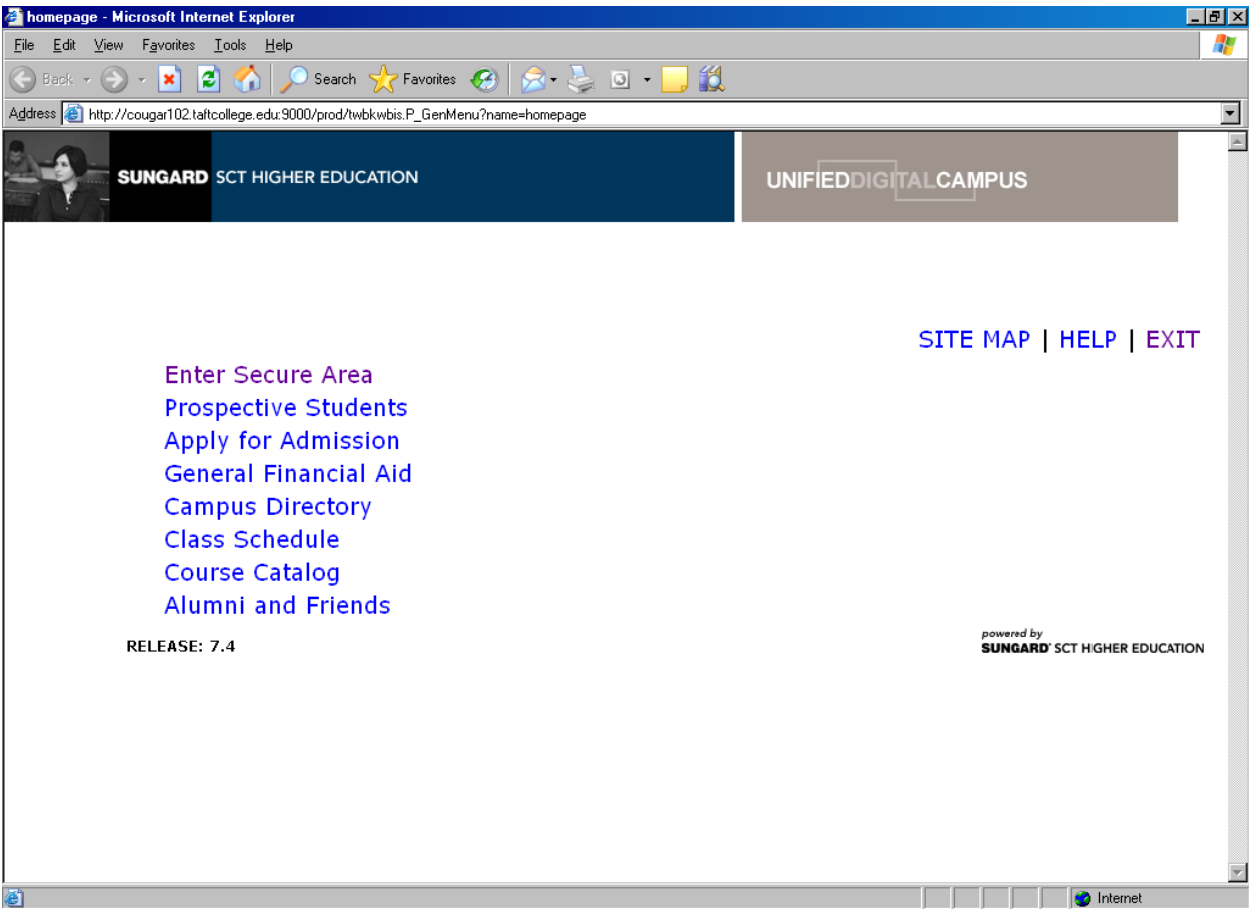 homepage - Microsoft Internet Explorer
File Edit View Favorites Tools Help
Back Search Favorites
Address http://cougar102.taftcollege.edu:9000/prod/twbkwbis.P_GenMenu?name=homepage
SUNGARD SCT HIGHER EDUCATION UNIFIEDDIGITALCAMPUS
SITE MAP | HELP | EXIT
Enter Secure Area
Prospective Students
Apply for Admission
General Financial Aid
Campus Directory
Class Schedule
Course Catalog
Alumni and Friends
RELEASE: 7.4
powered by
SUNGARD SCT HIGHER EDUCATION
Internet